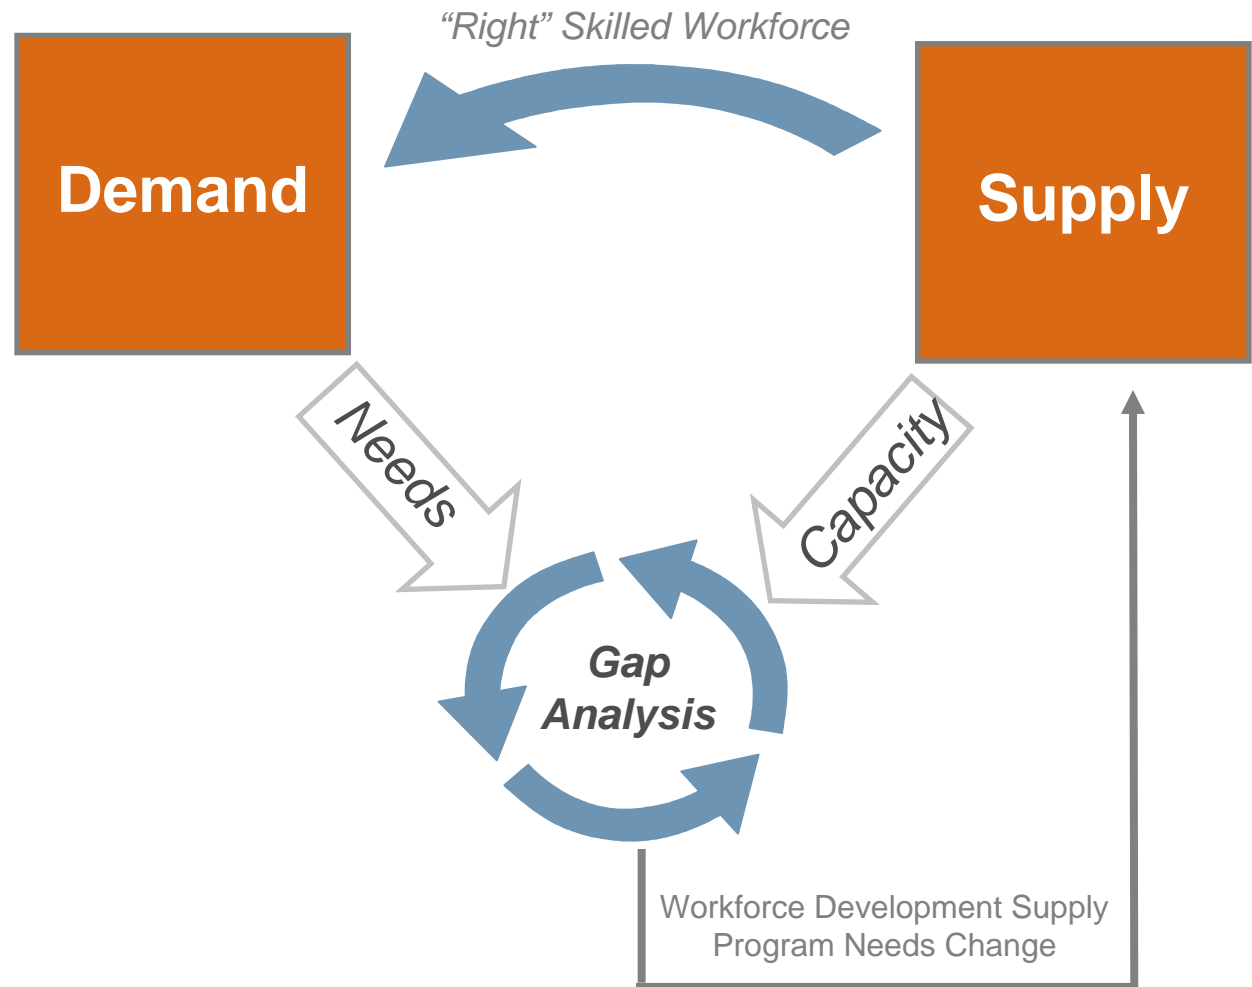 “Right” Skilled Workforce
Demand
Supply
Needs
Capacity
Gap
Analysis
Workforce Development Supply
Program Needs Change